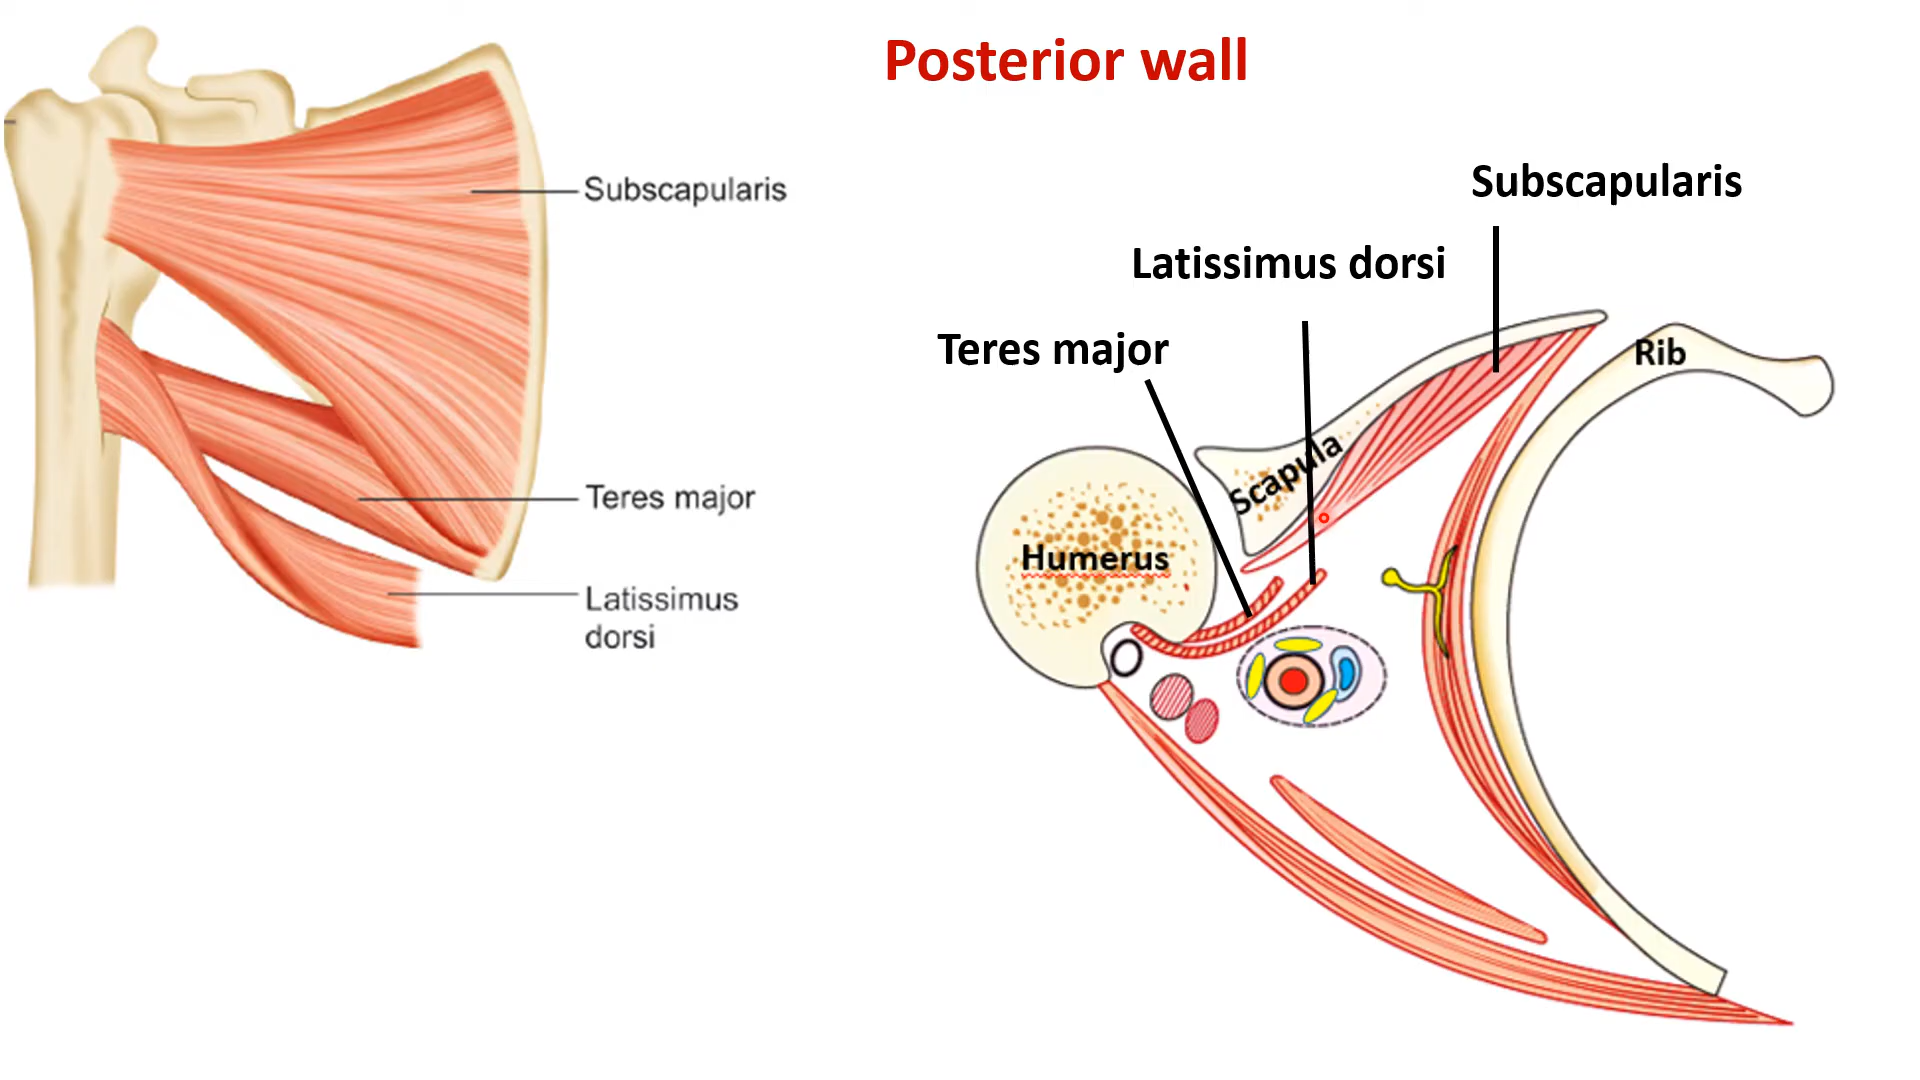 Posterior wall
Subscapularis
Teres major
Latissimus
dorsi
Subscapularis
Latissimus dorsi
Teres major
Rib
Scapula
Humerus